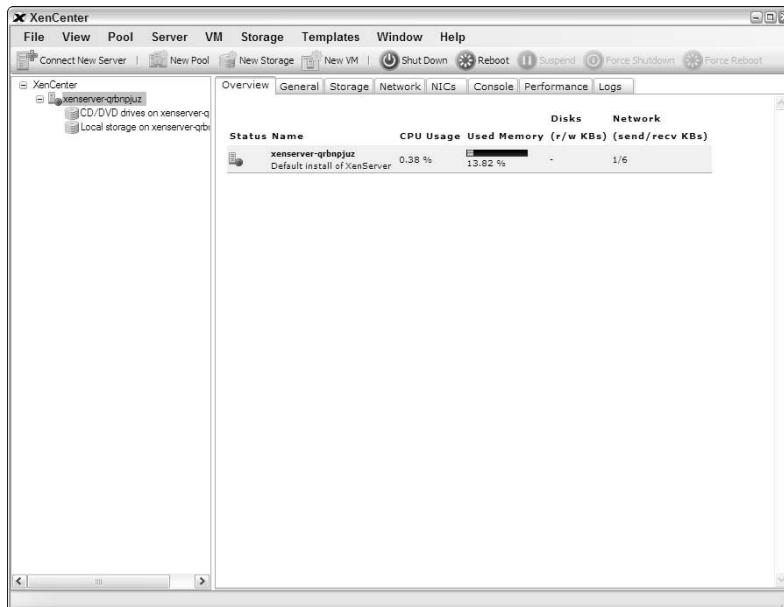 XenCenter
File View Pool Server VM Storage Templates Window Help
Connect New Server New Pool New Storage New VM Shut Down Reboot Suspend Force Shutdown Force Reboot
XenCenter
xenserver-qrbnpjuz
CD/DVD drives on xenserver-q
Local storage on xenserver-qrb
Overview General Storage Network NICs Console Performance Logs
Disks Network
Status Name CPU Usage Used Memory (r/w KBs) (send/recv KBs)
xenserver-qrbnpjuz
Default install of XenServer
0.38 %
13.82 %
-
1/6